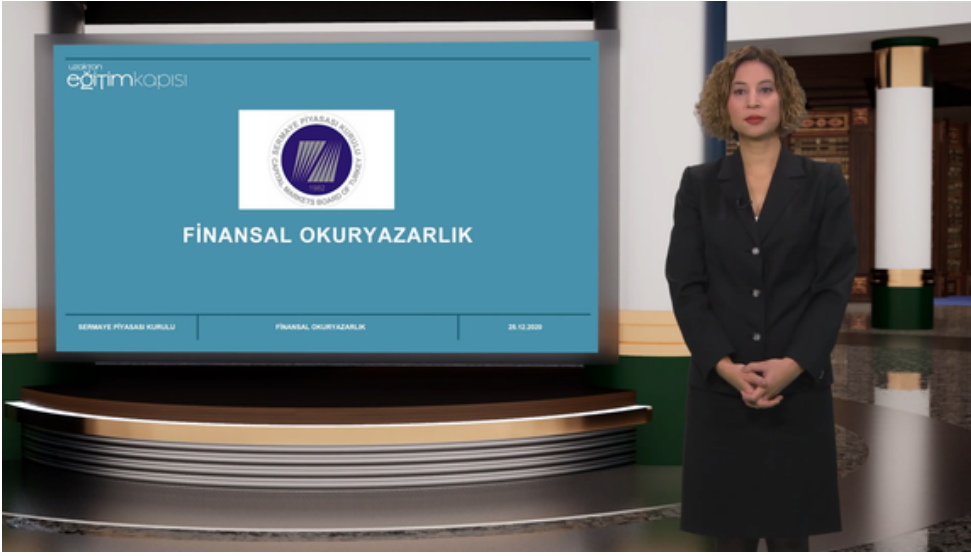 uzaktan
eğitimkapısı
SERMAYE PİYASASI KURULU
1982
CAPITAL MARKETS BOARD OF TURKEY
FİNANSAL OKURYAZARLIK
SERMAYE PİYASASI KURULU
FİNANSAL OKURYAZARLIK
25.12.2020